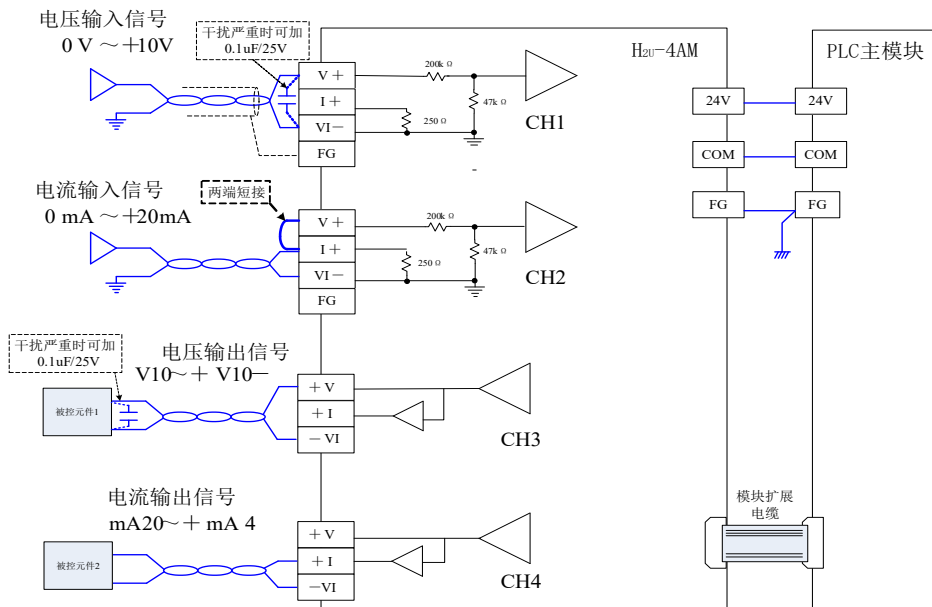 电压输入信号
0 V ～+10V
干扰严重时可加
0.1uF/25V
V +
I +
VI−
FG
200k Ω
47k Ω
250 Ω
CH1
H2U-4AM
PLC主模块
24V
24V
COM
COM
FG
FG
电流输入信号
0 mA ～+20mA
两端短接
V +
I +
VI−
FG
200k Ω
47k Ω
250 Ω
CH2
干扰严重时可加
0.1uF/25V
电压输出信号
V10～+ V10−
被控元件1
+ V
+ I
− VI
CH3
电流输出信号
mA20～+ mA 4
被控元件2
+ V
+ I
−VI
CH4
模块扩展
电缆